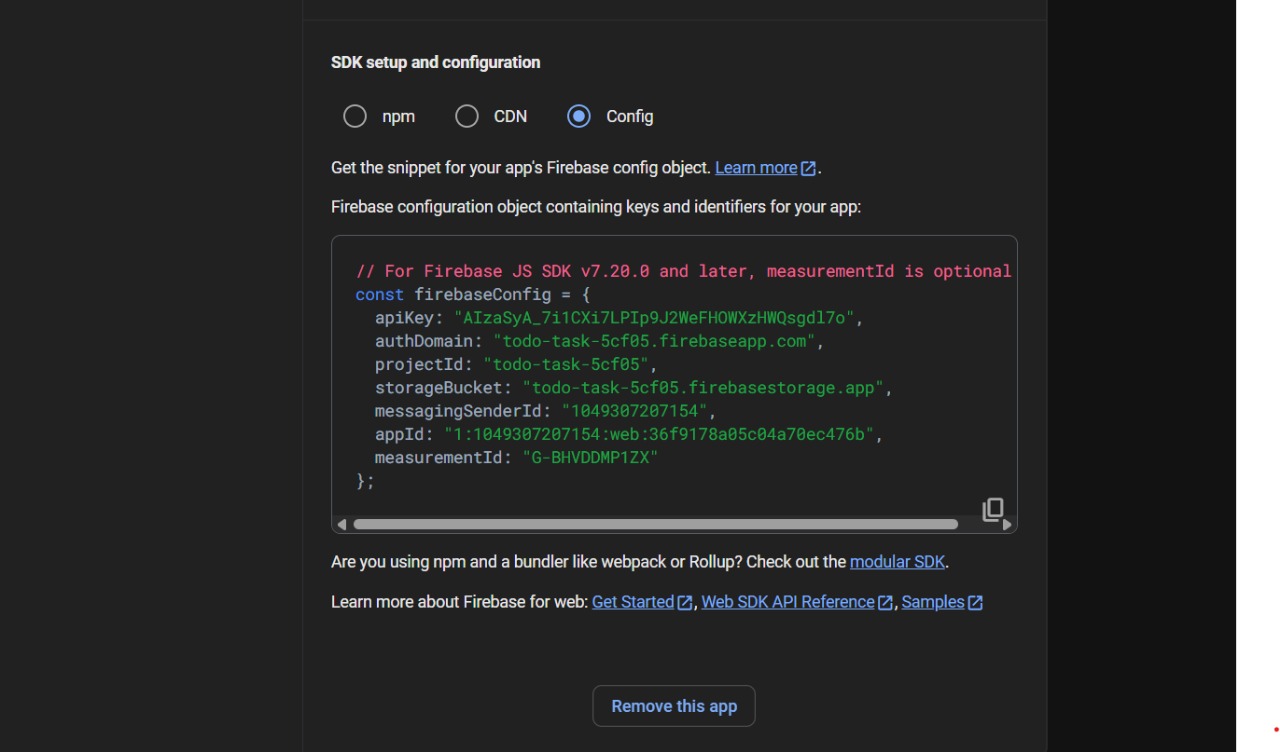 SDK setup and configuration
npm CDN Config
Get the snippet for your app's Firebase config object. Learn more.
Firebase configuration object containing keys and identifiers for your app:
// For Firebase JS SDK v7.20.0 and later, measurementId is optional
const firebaseConfig = {
  apiKey: "AIzaSyA_7i1CXi7LPIp9J2WeFHOWXzHWQsgdl7o",
  authDomain: "todo-task-5cf05.firebaseapp.com",
  projectId: "todo-task-5cf05",
  storageBucket: "todo-task-5cf05.firebasestorage.app",
  messagingSenderId: "1049307207154",
  appId: "1:1049307207154:web:36f9178a05c04a70ec476b",
  measurementId: "G-BHVDDMP1ZX"
};
Are you using npm and a bundler like webpack or Rollup? Check out the modular SDK.
Learn more about Firebase for web: Get Started, Web SDK API Reference, Samples
Remove this app